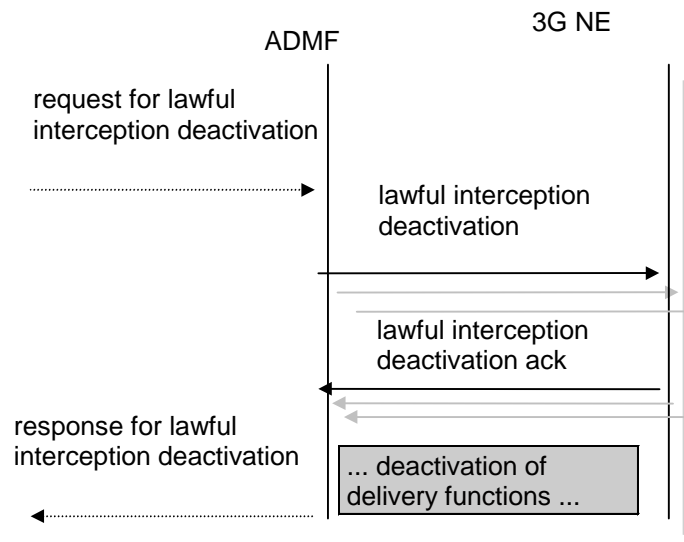 3G NE
ADMF
request for lawful
interception deactivation
lawful interception
deactivation
lawful interception
deactivation ack
response for lawful
interception deactivation
... deactivation of
delivery functions ...